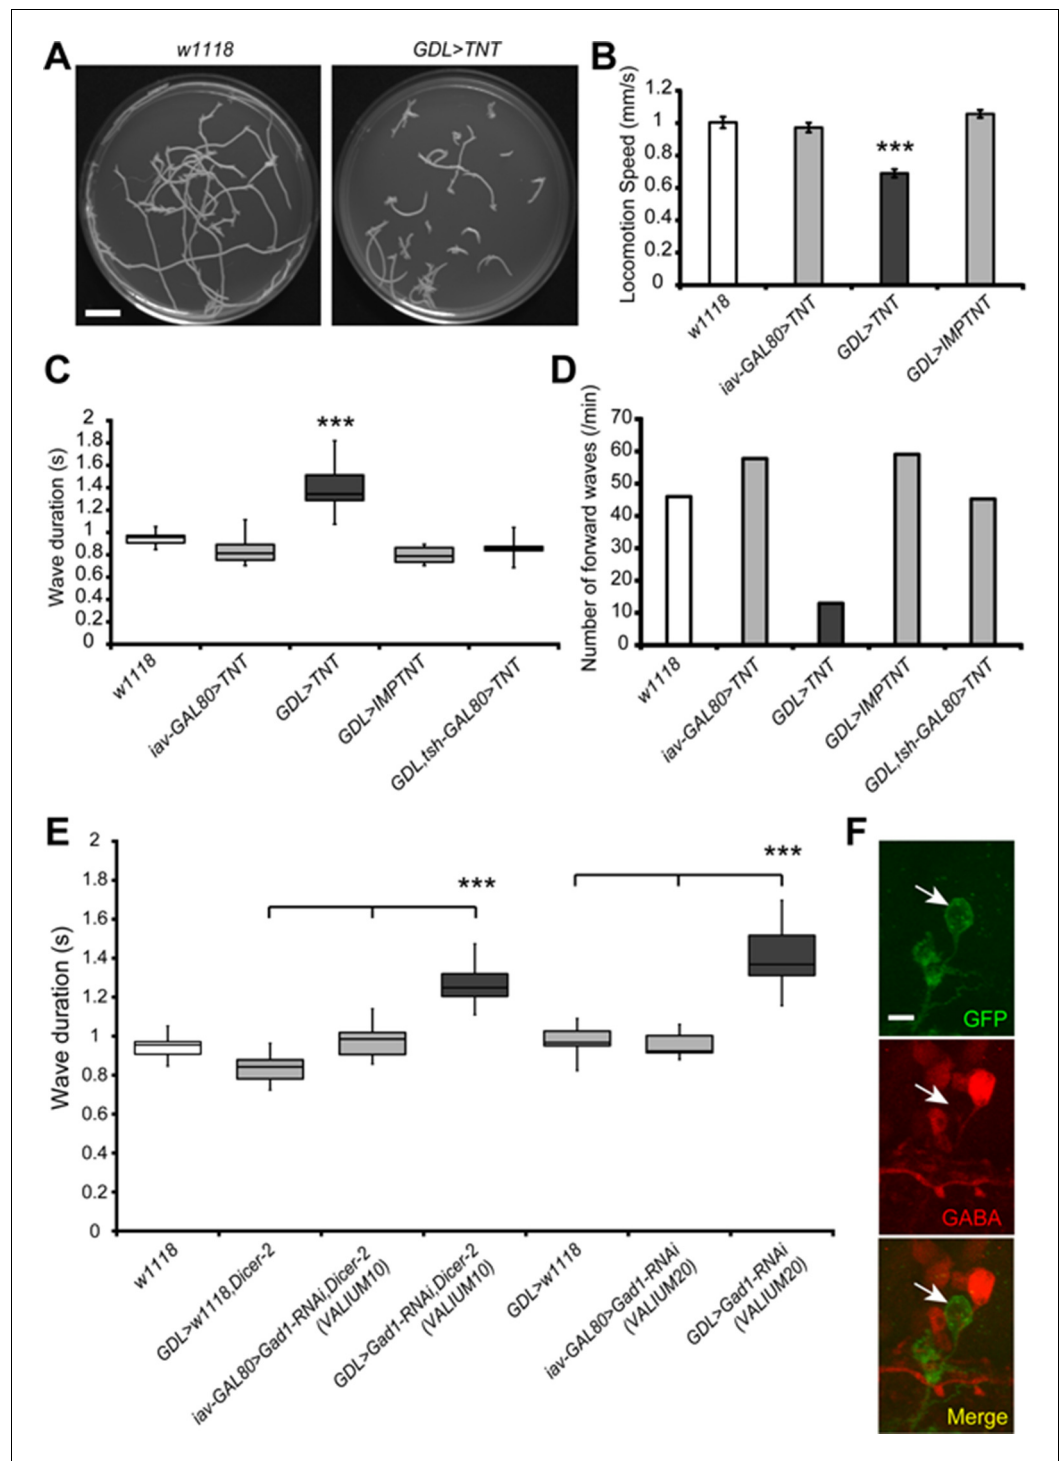 A
w1118
GDL>TNT
B
Locomotion Speed (mm/s)
1.2
1
0.8
0.6
0.4
0.2
0
***
w1118
iav-GAL80>TNT
GDL>TNT
GDL>IMPTNT
C
Wave duration (s)
2
1.8
1.6
1.4
1.2
1
0.8
0.6
0.4
0.2
0
***
w1118
iav-GAL80>TNT
GDL>TNT
GDL>IMPTNT
GDL,tsh-GAL80>TNT
D
Number of forward waves (/min)
70
60
50
40
30
20
10
0
w1118
iav-GAL80>TNT
GDL>TNT
GDL>IMPTNT
GDL,tsh-GAL80>TNT
E
Wave duration (s)
2
1.8
1.6
1.4
1.2
1
0.8
0.6
0.4
0.2
0
***
***
w1118
GDL>w1118,Dicer-2
iav-GAL80>Gad1-RNAi,Dicer-2
(VALIUM10)
GDL>Gad1-RNAi,Dicer-2
(VALIUM10)
GDL>w1118
iav-GAL80>Gad1-RNAi
(VALIUM20)
GDL>Gad1-RNAi
(VALIUM20)
F
GFP
GABA
Merge